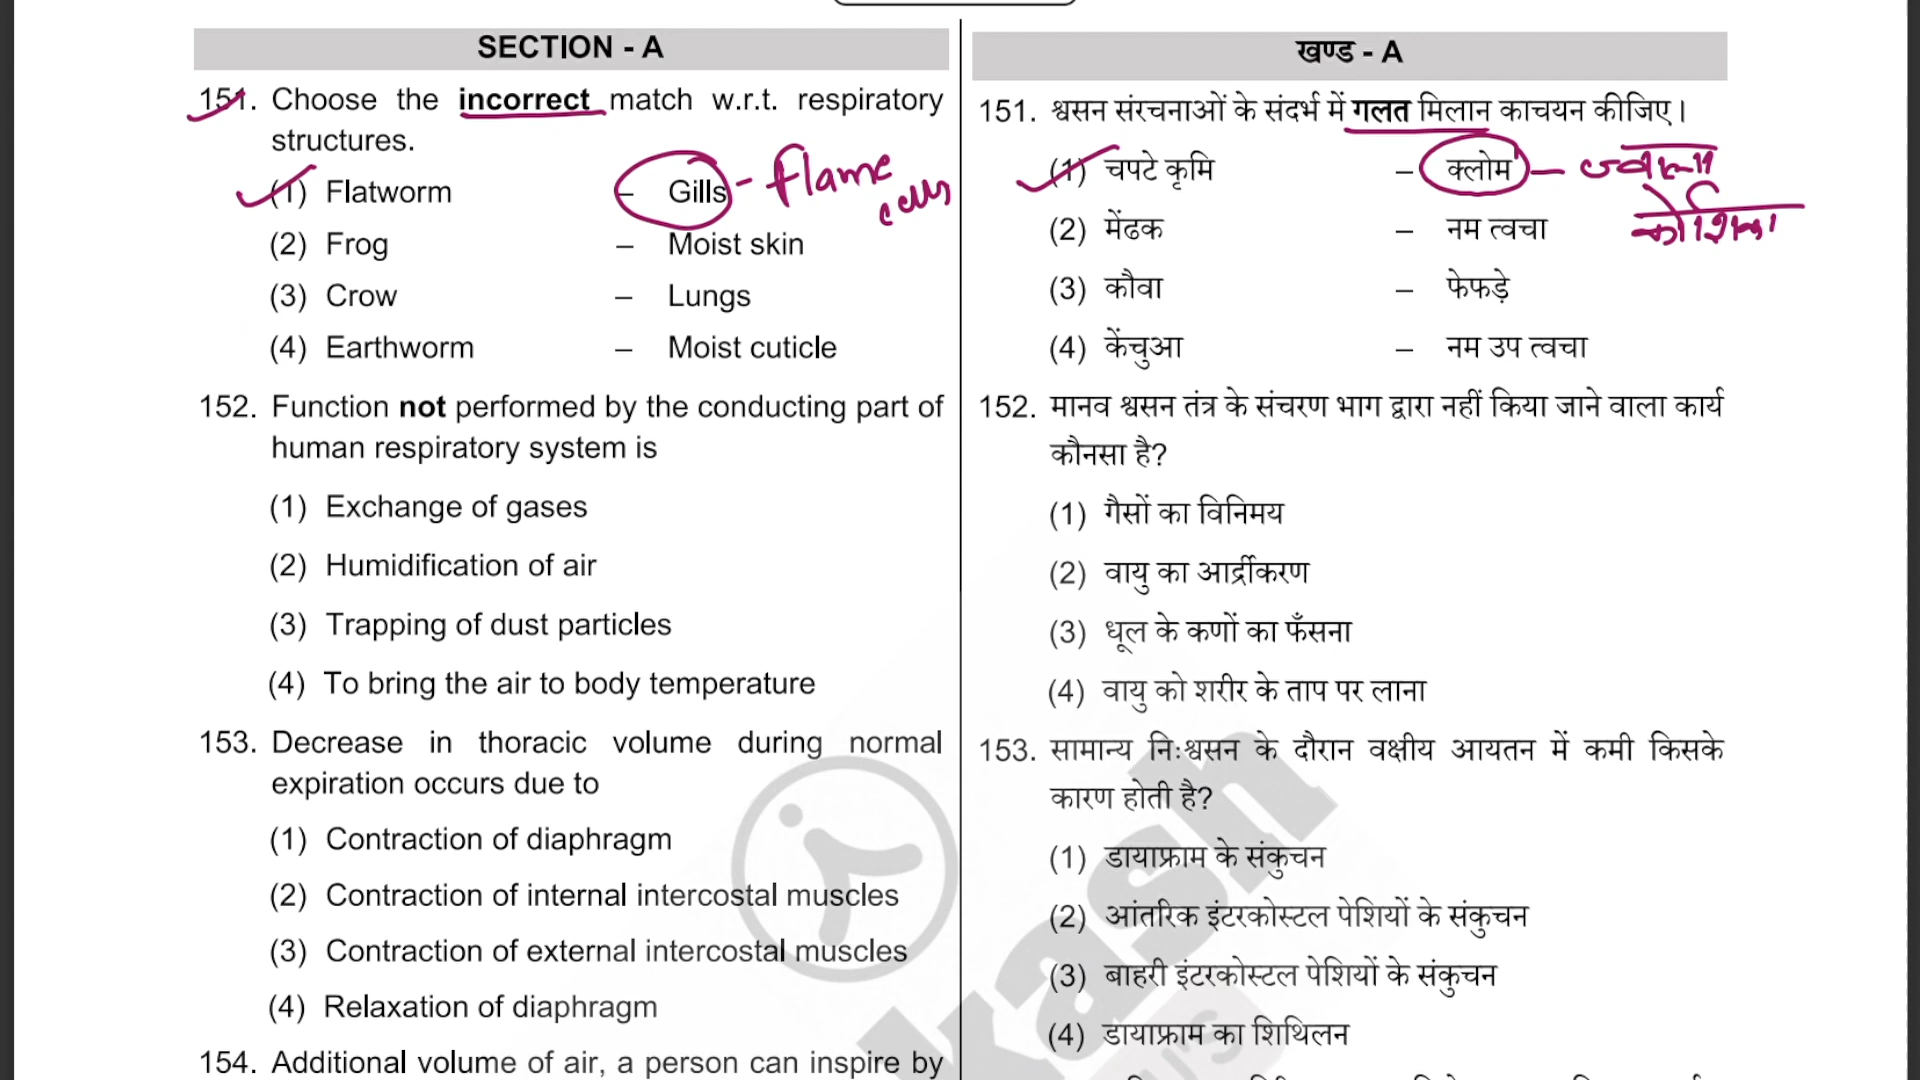 SECTION - A
151. Choose the incorrect match w.r.t. respiratory
structures.
(1) Flatworm – Gills - flame
cells
(2) Frog – Moist skin
(3) Crow – Lungs
(4) Earthworm – Moist cuticle
152. Function not performed by the conducting part of
human respiratory system is
(1) Exchange of gases
(2) Humidification of air
(3) Trapping of dust particles
(4) To bring the air to body temperature
153. Decrease in thoracic volume during normal
expiration occurs due to
(1) Contraction of diaphragm
(2) Contraction of internal intercostal muscles
(3) Contraction of external intercostal muscles
(4) Relaxation of diaphragm
154. Additional volume of air, a person can inspire by
खण्ड - A
151. श्वसन संरचनाओं के संदर्भ में गलत मिलान काचयन कीजिए।
(1) चपटे कृमि – क्लोम - ज्वाला
कोशिका
(2) मेंढक – नम त्वचा
(3) कौवा – फेफड़े
(4) केंचुआ – नम उप त्वचा
152. मानव श्वसन तंत्र के संचरण भाग द्वारा नहीं किया जाने वाला कार्य
कौनसा है?
(1) गैसों का विनिमय
(2) वायु का आर्द्रीकरण
(3) धूल के कणों का फँसना
(4) वायु को शरीर के ताप पर लाना
153. सामान्य निःश्वसन के दौरान वक्षीय आयतन में कमी किसके
कारण होती है?
(1) डायाफ्राम के संकुचन
(2) आंतरिक इंटरकोस्टल पेशियों के संकुचन
(3) बाहरी इंटरकोस्टल पेशियों के संकुचन
(4) डायाफ्राम का शिथिलन